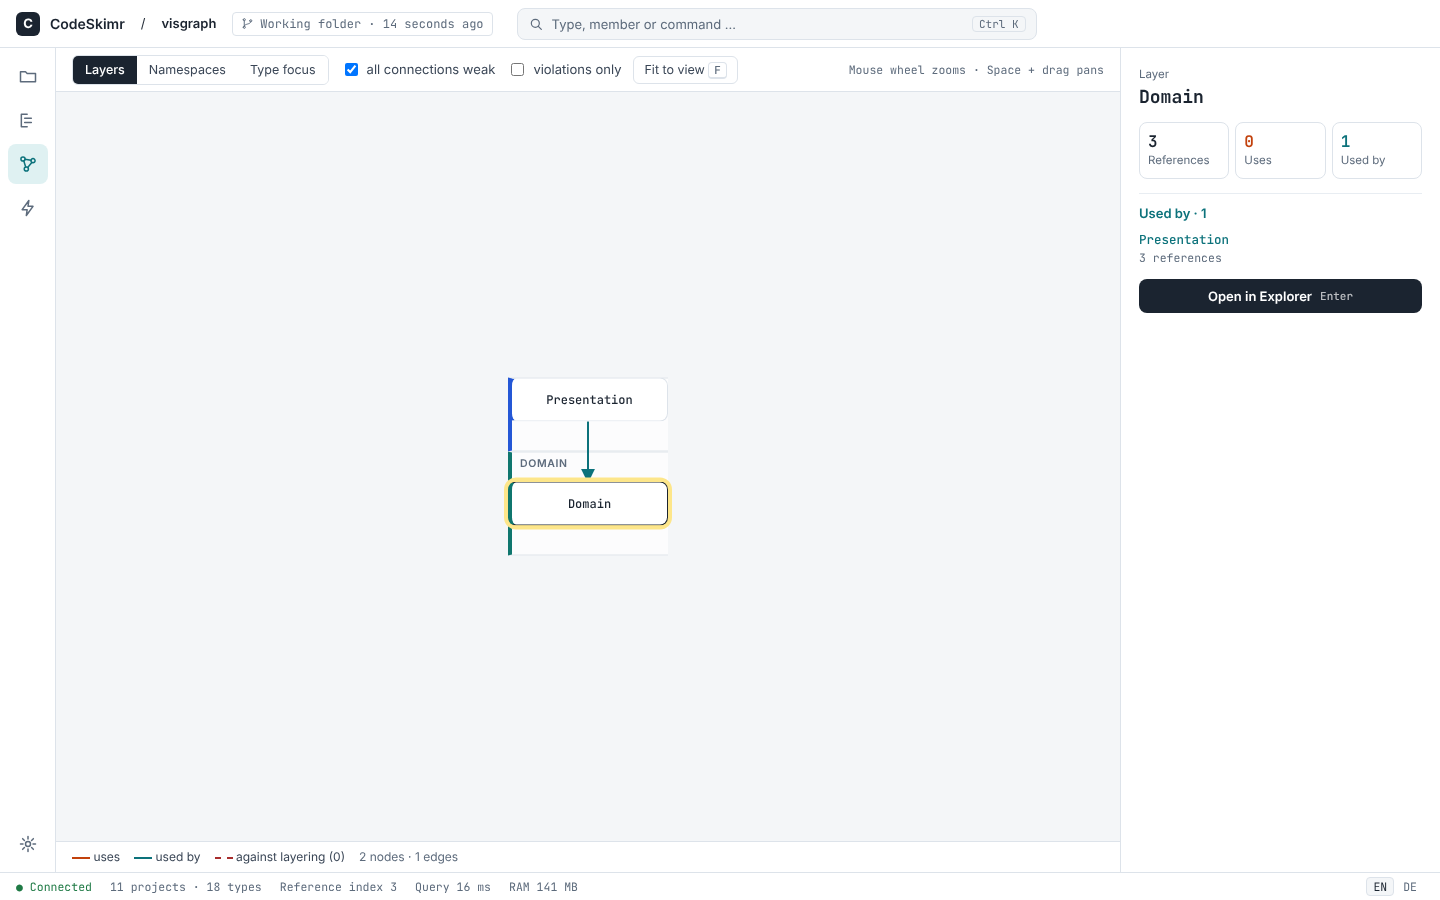 C CodeSkimr / visgraph Working folder · 14 seconds ago Type, member or command ... Ctrl K
Layers Namespaces Type focus all connections weak violations only Fit to view F Mouse wheel zooms · Space + drag pans
Layer
Domain
3 0 1
References Uses Used by
Used by · 1
Presentation
3 references
Open in Explorer Enter
Presentation
DOMAIN
Domain
uses used by against layering (0) 2 nodes · 1 edges
Connected 11 projects · 18 types Reference index 3 Query 16 ms RAM 141 MB EN DE